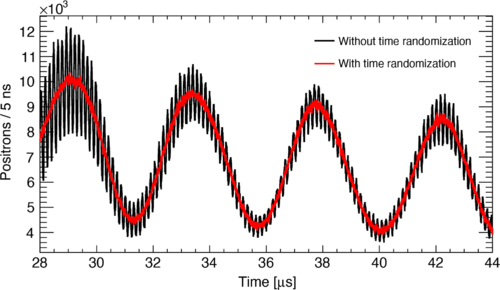 ×10³
12
11
10
9
8
7
6
5
4
Positrons / 5 ns
Without time randomization
With time randomization
28 30 32 34 36 38 40 42 44
Time [μs]